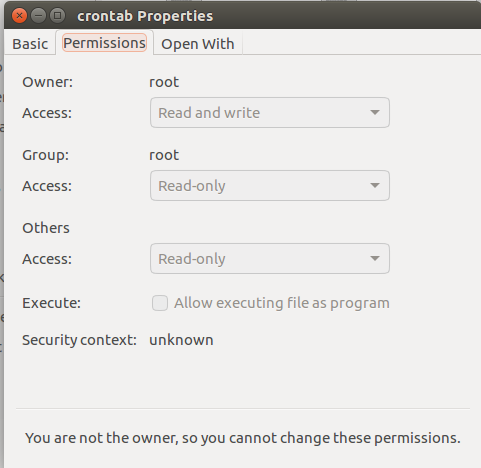 crontab Properties
Basic Permissions Open With
Owner: root
Access: Read and write
Group: root
Access: Read-only
Others
Access: Read-only
Execute: Allow executing file as program
Security context: unknown
You are not the owner, so you cannot change these permissions.